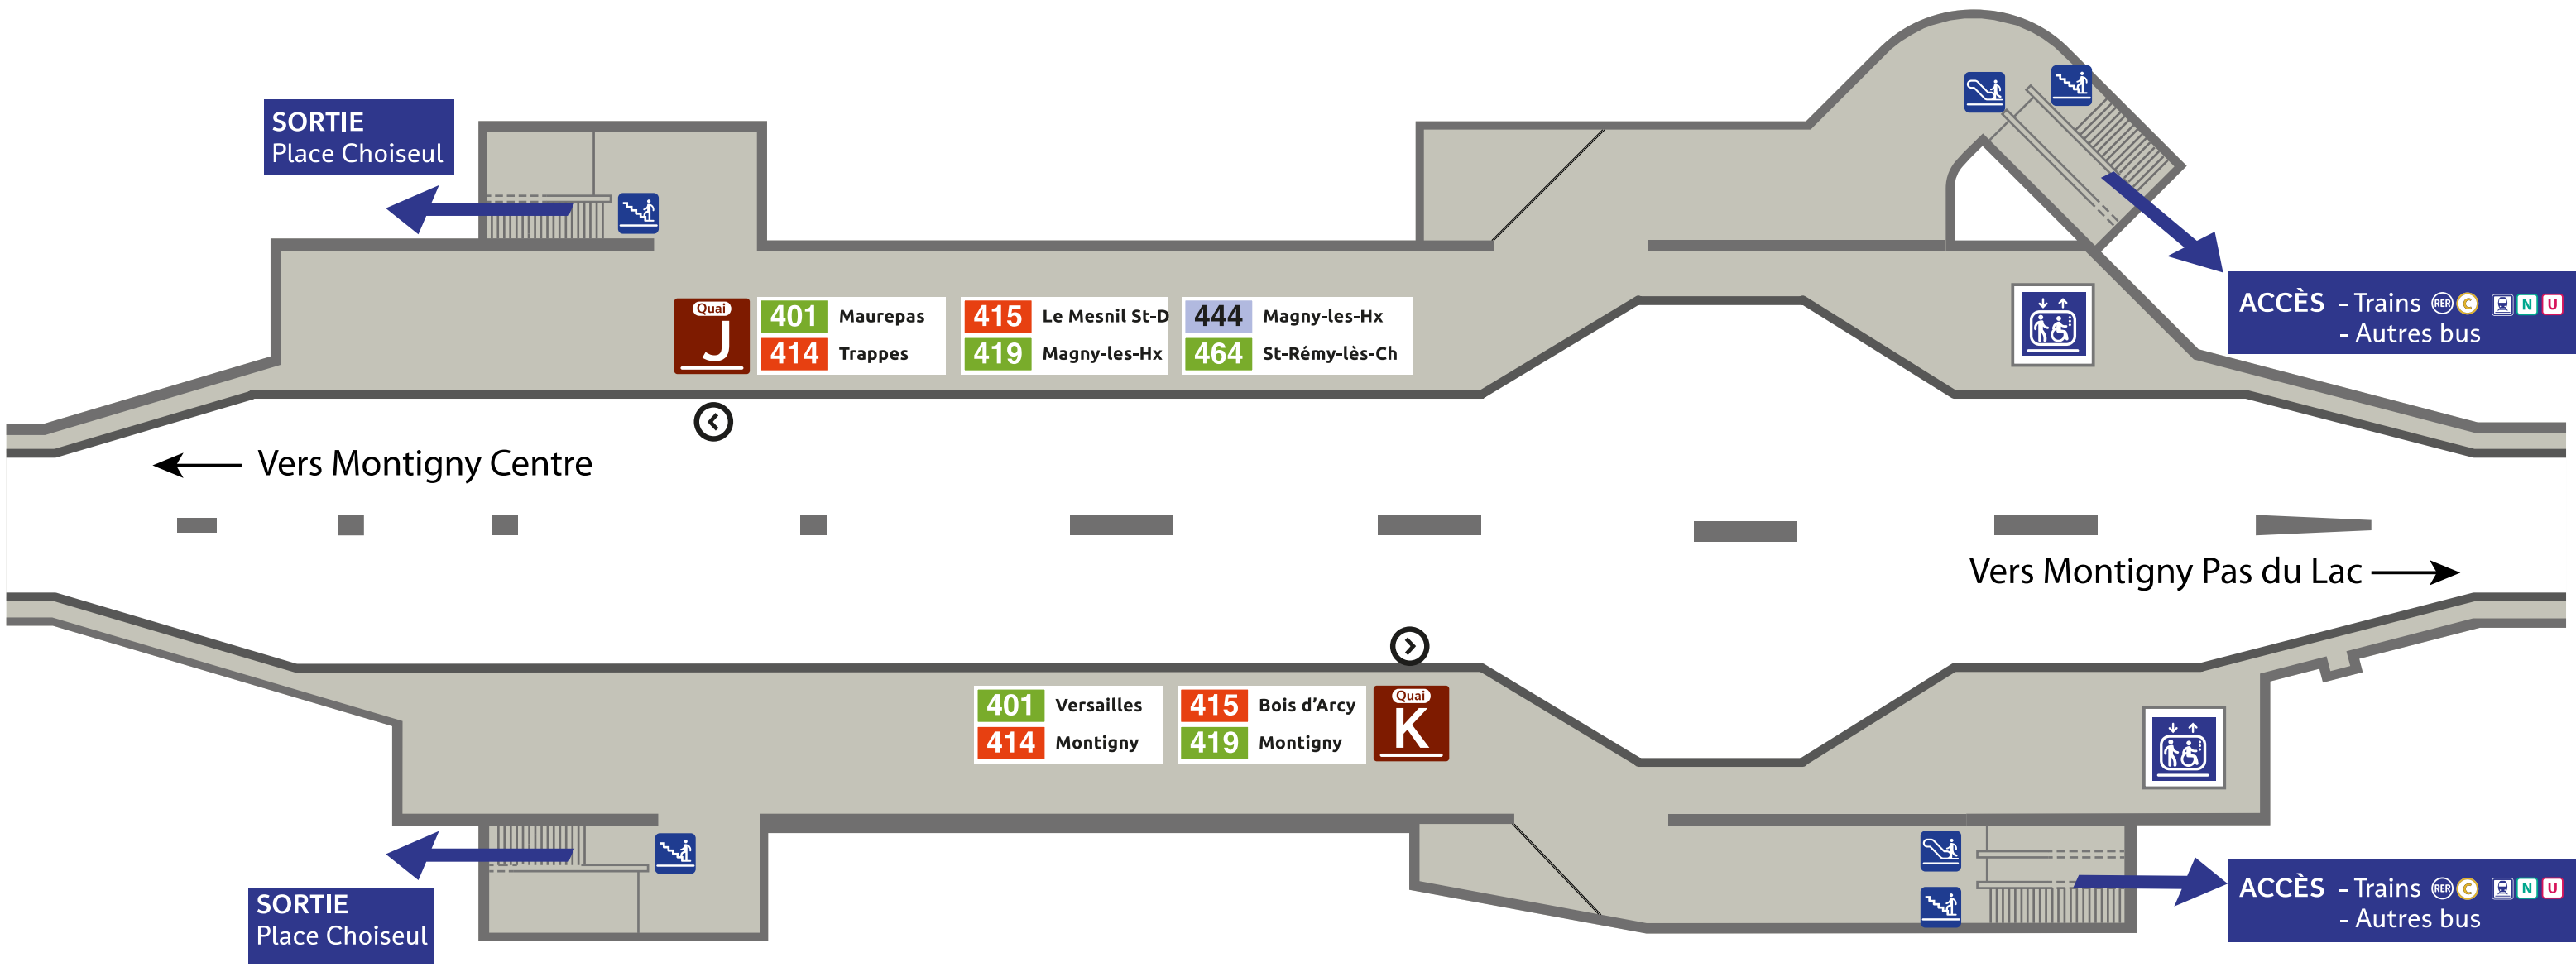 SORTIE
Place Choiseul
Quai
J
401 Maurepas
414 Trappes
415 Le Mesnil St-D
419 Magny-les-Hx
444 Magny-les-Hx
464 St-Rémy-lès-Ch
ACCÈS - Trains RER C N U
- Autres bus
Vers Montigny Centre
Vers Montigny Pas du Lac
401 Versailles
414 Montigny
415 Bois d'Arcy
419 Montigny
Quai
K
SORTIE
Place Choiseul
ACCÈS - Trains RER C N U
- Autres bus